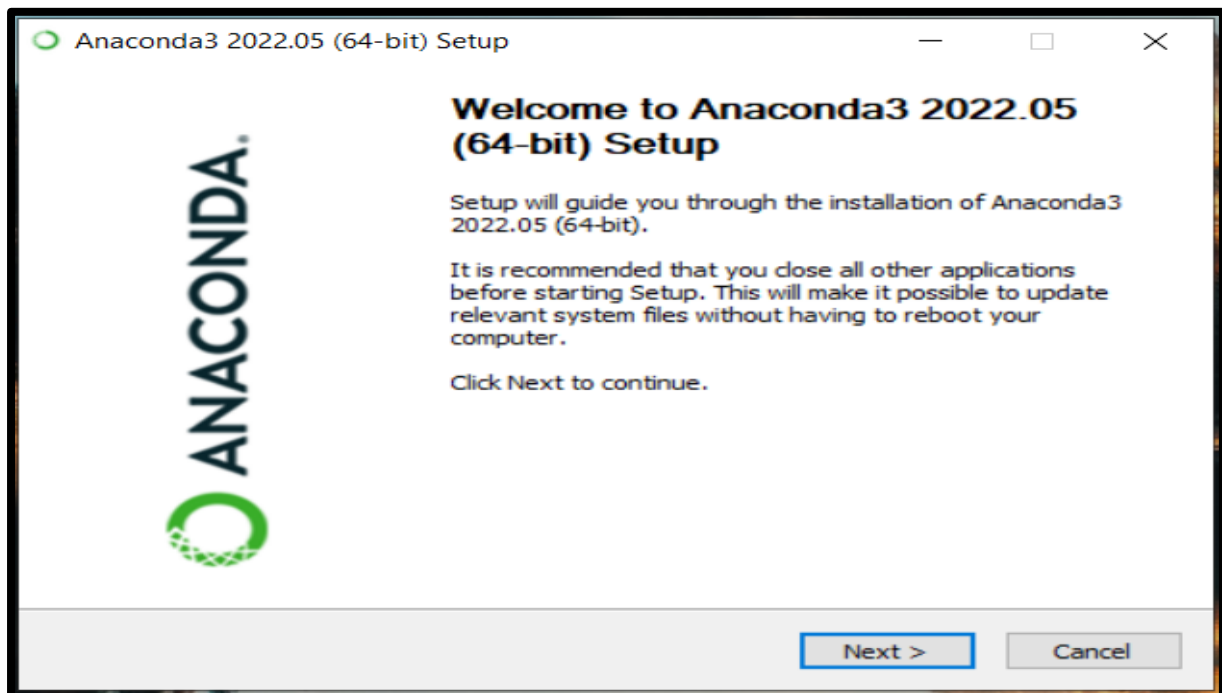 Anaconda3 2022.05 (64-bit) Setup
ANACONDA.
Welcome to Anaconda3 2022.05
(64-bit) Setup
Setup will guide you through the installation of Anaconda3
2022.05 (64-bit).
It is recommended that you close all other applications
before starting Setup. This will make it possible to update
relevant system files without having to reboot your
computer.
Click Next to continue.
Next >
Cancel